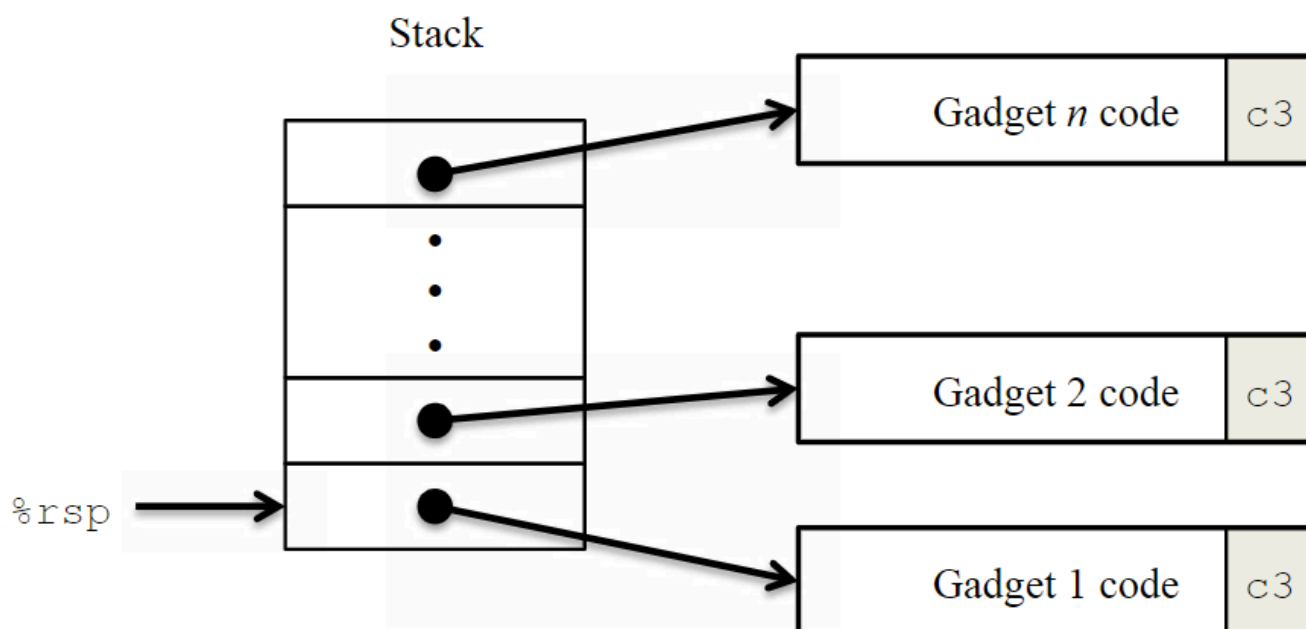 Stack
Gadget n code c3
Gadget 2 code c3
%rsp
Gadget 1 code c3